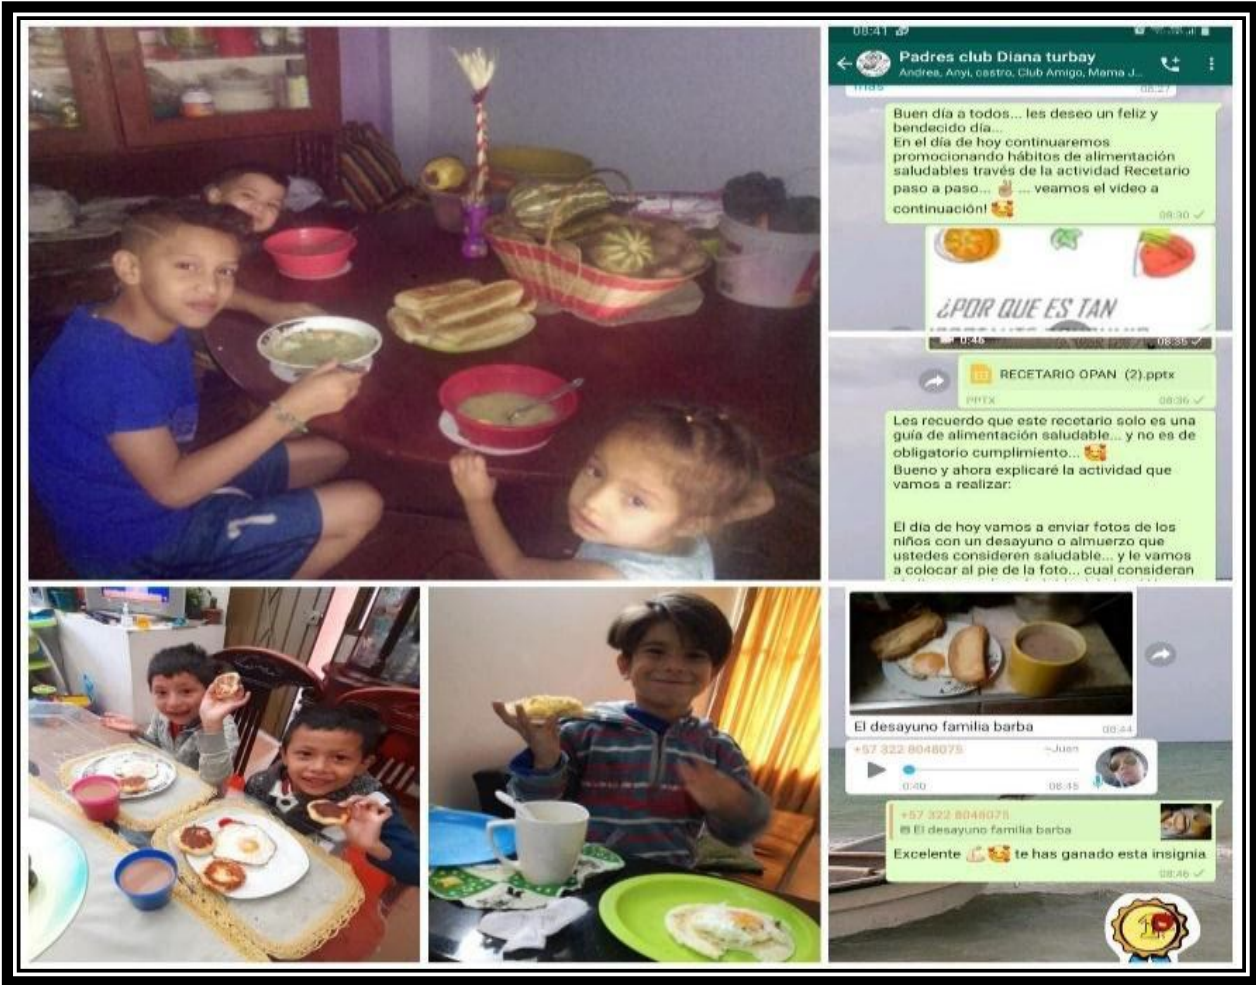 08:41
Padres club Diana turbay
Andrea, Anyi, castro, Club Amigo, Mama J...
08:27
Buen día a todos... les deseo un feliz y
bendecido día...
En el día de hoy continuaremos
promocionando hábitos de alimentación
saludables través de la actividad Recetario
paso a paso... ✌🏻 ... veamos el video a
continuación! 🥰
08:30
¿POR QUE ES TAN
0:46 08:35
RECETARIO OPAN (2).pptx
PPTX 08:36
Les recuerdo que este recetario solo es una
guía de alimentación saludable... y no es de
obligatorio cumplimiento... 🥰
Bueno y ahora explicaré la actividad que
vamos a realizar:
El día de hoy vamos a enviar fotos de los
niños con un desayuno o almuerzo que
ustedes consideren saludable... y le vamos
a colocar al pie de la foto... cual consideran
El desayuno familia barba 08:44
+57 322 8048075 ~Juan
0:40 08:45
+57 322 8048075
El desayuno familia barba
Excelente 💪🏻🥰 te has ganado esta insignia
08:46